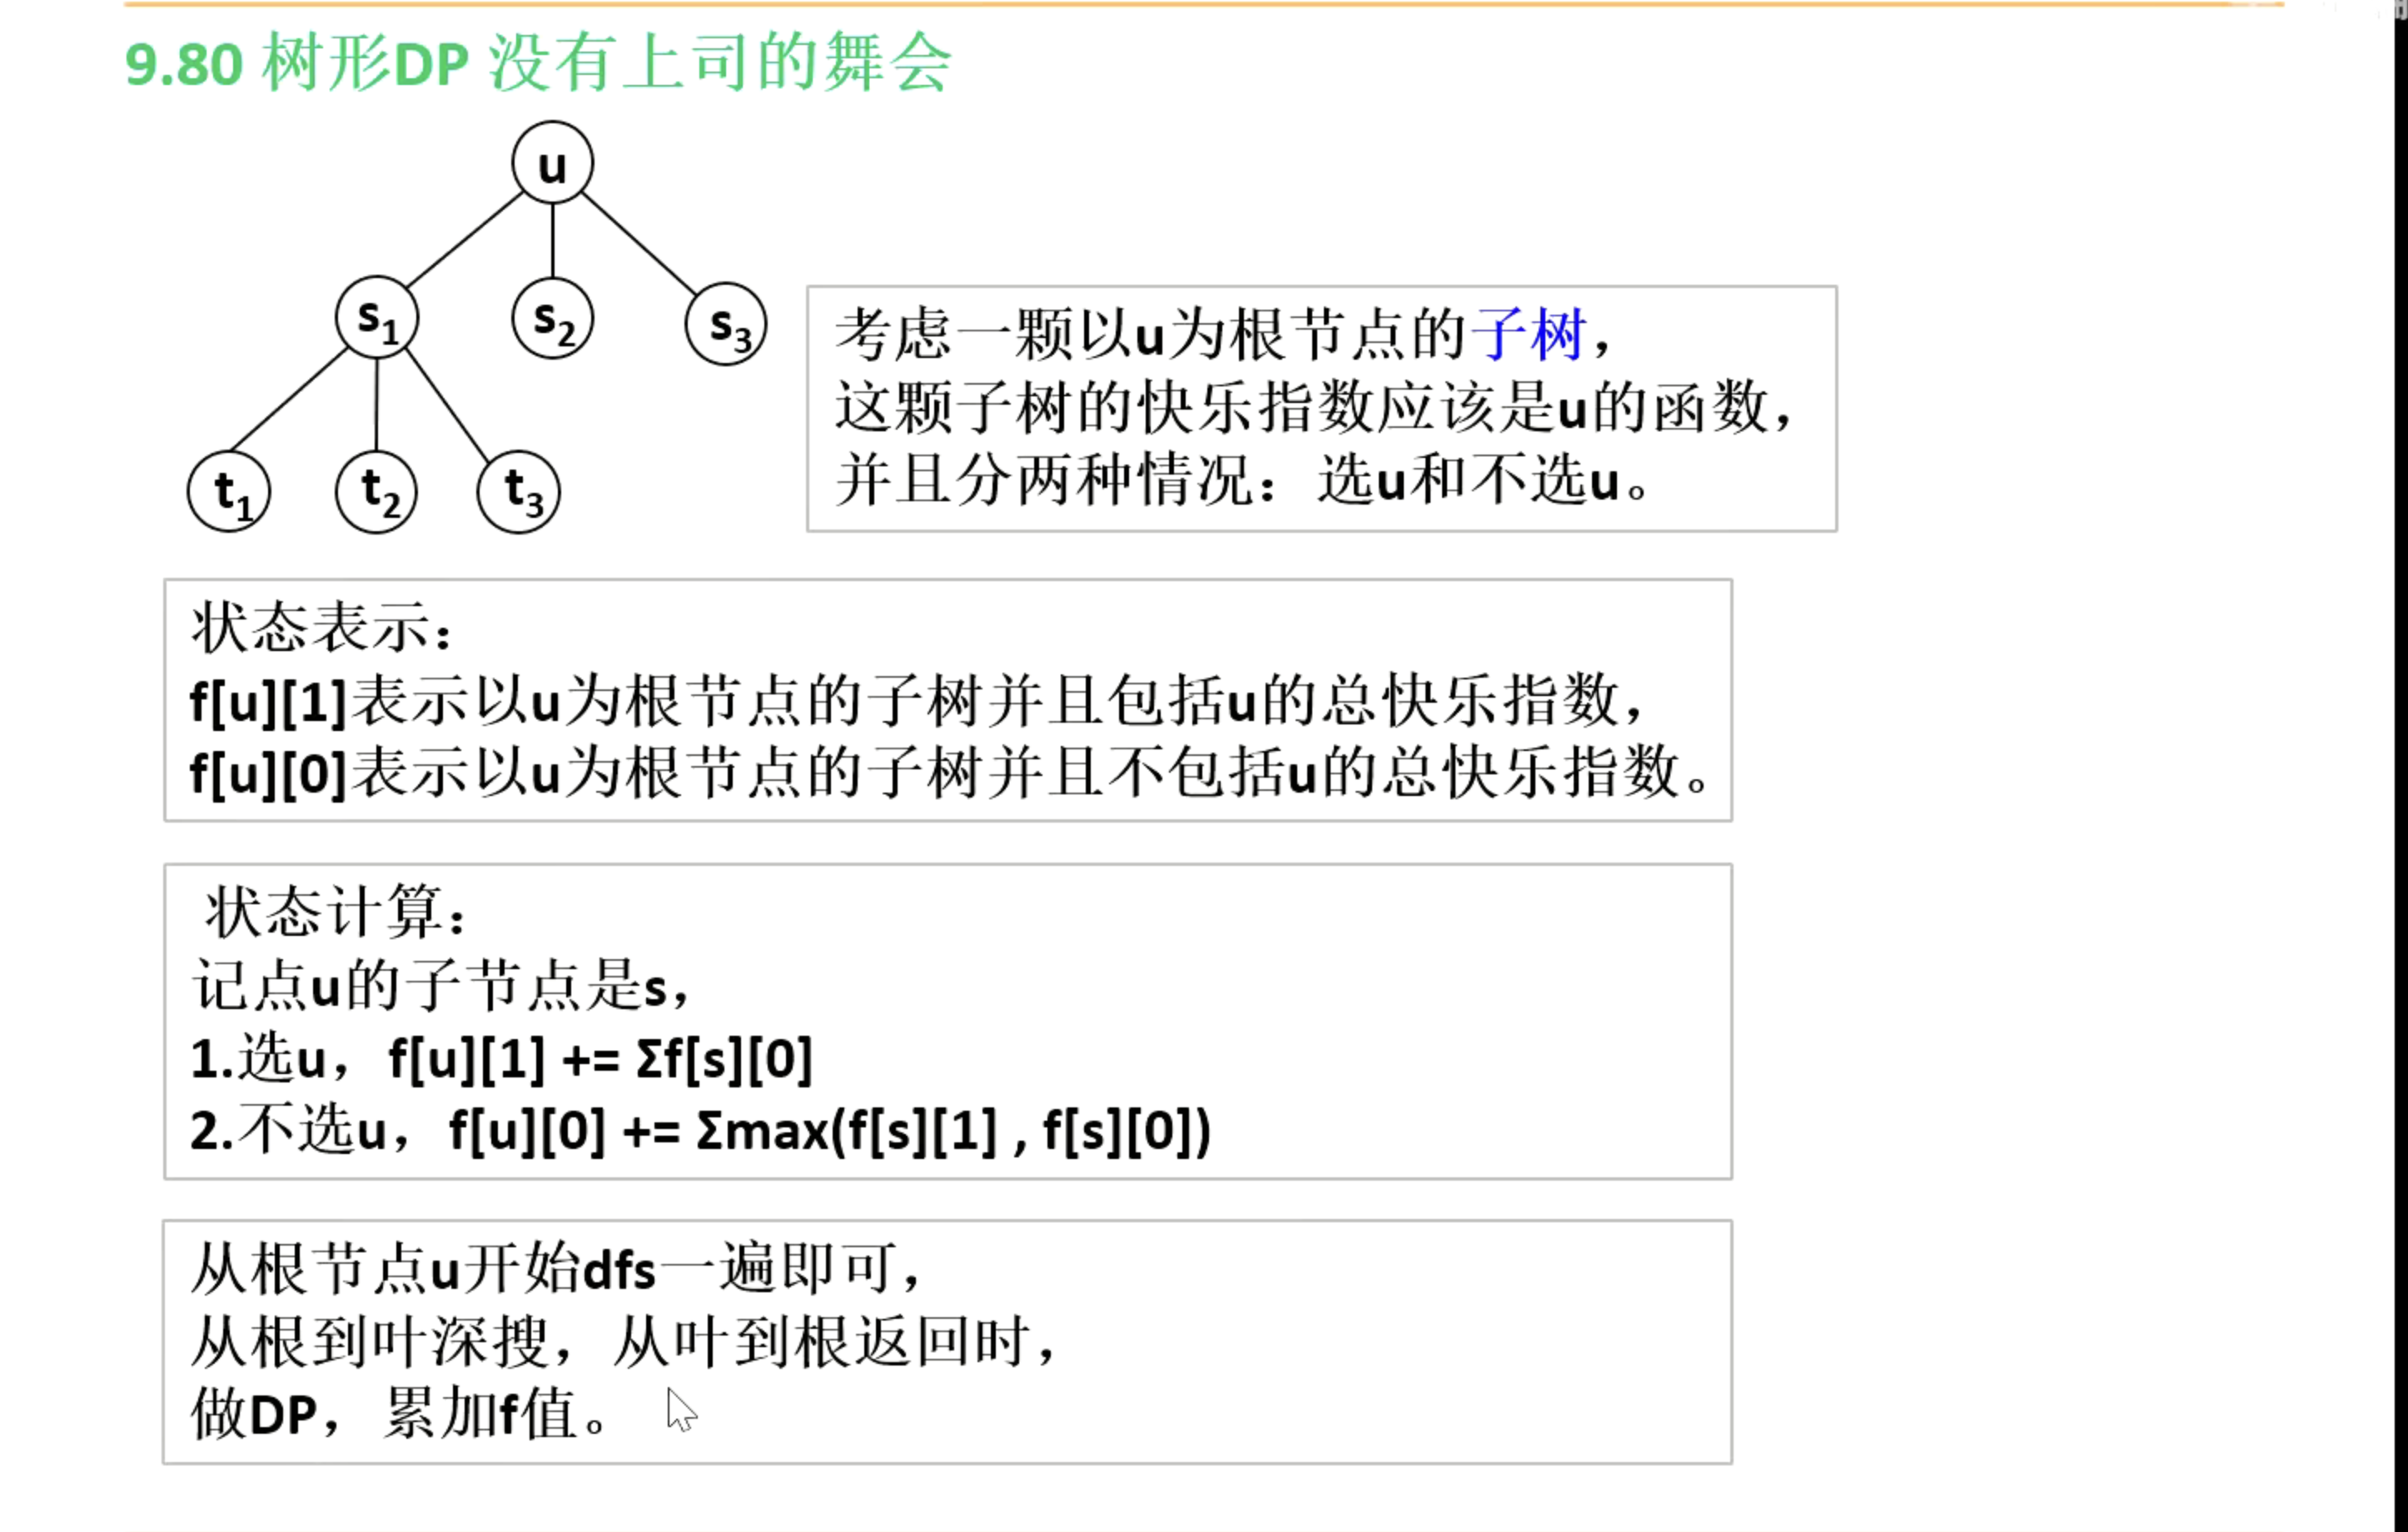 9.80 树形DP 没有上司的舞会
u
s1 s2 s3
t1 t2 t3
考虑一颗以u为根节点的子树，
这颗子树的快乐指数应该是u的函数，
并且分两种情况：选u和不选u。
状态表示：
f[u][1]表示以u为根节点的子树并且包括u的总快乐指数，
f[u][0]表示以u为根节点的子树并且不包括u的总快乐指数。
状态计算：
记点u的子节点是s，
1.选u，f[u][1] += Σf[s][0]
2.不选u，f[u][0] += Σmax(f[s][1] , f[s][0])
从根节点u开始dfs一遍即可，
从根到叶深搜，从叶到根返回时，
做DP，累加f值。